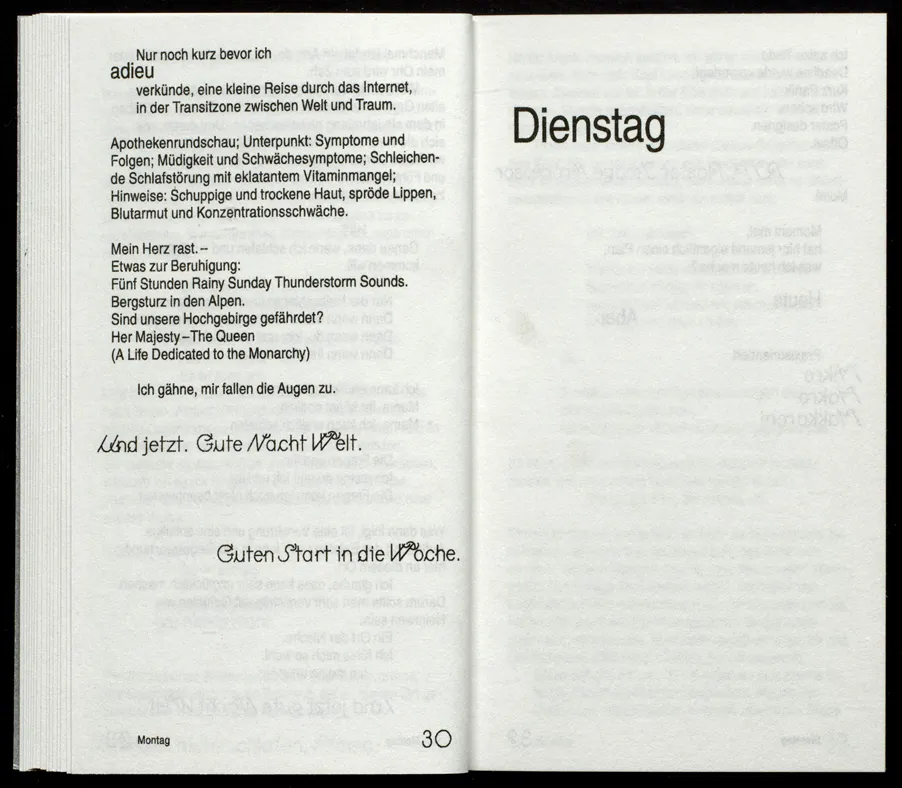 Nur noch kurz bevor ich
adieu
verkünde, eine kleine Reise durch das Internet,
in der Transitzone zwischen Welt und Traum.
Apothekenrundschau; Unterpunkt: Symptome und
Folgen; Müdigkeit und Schwächesymptome; Schleichen-
de Schlafstörung mit eklatantem Vitaminmangel;
Hinweise: Schuppige und trockene Haut, spröde Lippen,
Blutarmut und Konzentrationsschwäche.
Mein Herz rast. –
Etwas zur Beruhigung:
Fünf Stunden Rainy Sunday Thunderstorm Sounds.
Bergsturz in den Alpen.
Sind unsere Hochgebirge gefährdet?
Her Majesty – The Queen
(A Life Dedicated to the Monarchy)
Ich gähne, mir fallen die Augen zu.
Und jetzt. Gute Nacht Welt.
Guten Start in die Woche.
Montag 30
Dienstag